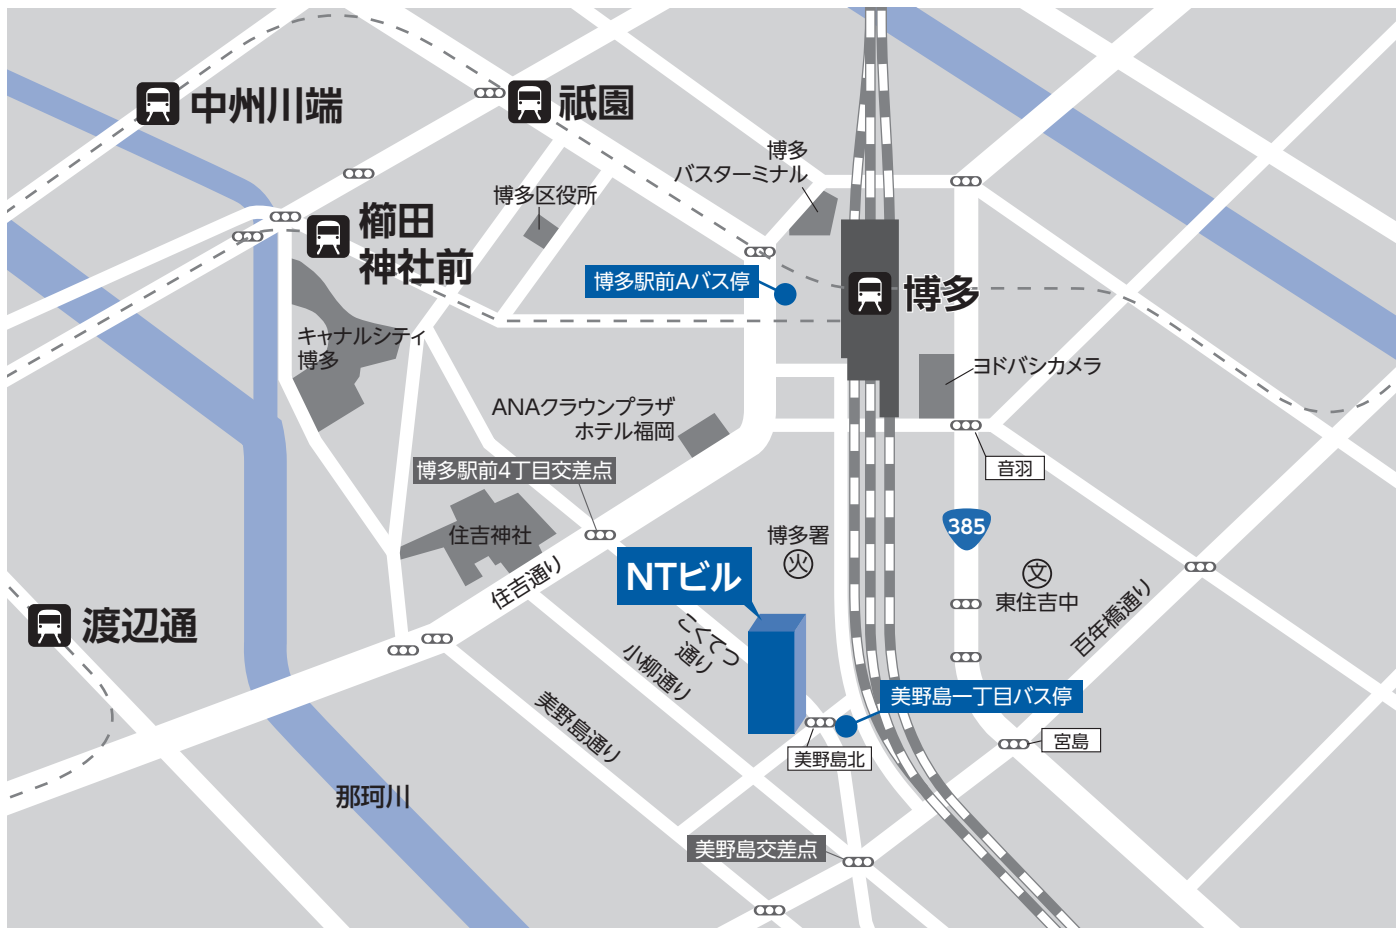 中州川端
祇園
博多
バスターミナル
博多区役所
櫛田
神社前
博多駅前Aバス停
博多
キャナルシティ
博多
ヨドバシカメラ
ANAクラウンプラザ
ホテル福岡
博多駅前4丁目交差点
音羽
385
住吉神社
博多署
火
住吉通り
NTビル
文
東住吉中
百年橋通り
渡辺通
こくてつ
通り
小柳通り
美野島通り
美野島一丁目バス停
美野島北
宮島
那珂川
美野島交差点